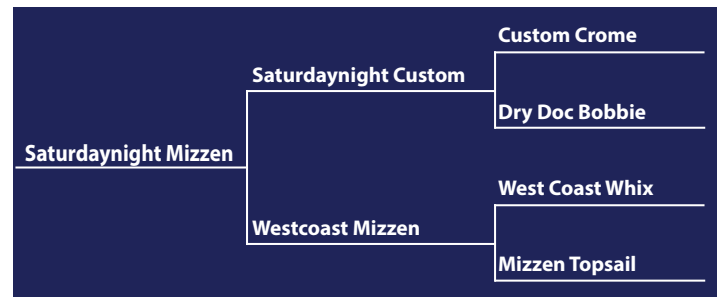 Custom Crome
Saturdaynight Custom
Dry Doc Bobbie
Saturdaynight Mizzen
West Coast Whix
Westcoast Mizzen
Mizzen Topsail